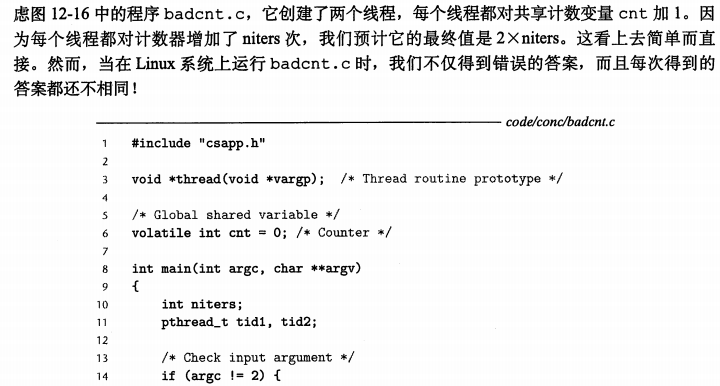 虑图 12-16 中的程序 badcnt.c，它创建了两个线程，每个线程都对共享计数变量 cnt 加 1。因
为每个线程都对计数器增加了 niters 次，我们预计它的最终值是 2×niters。这看上去简单而直
接。然而，当在 Linux 系统上运行 badcnt.c 时，我们不仅得到错误的答案，而且每次得到的
答案都还不相同！
code/conc/badcnt.c
1 #include "csapp.h"
2
3 void *thread(void *vargp); /* Thread routine prototype */
4
5 /* Global shared variable */
6 volatile int cnt = 0; /* Counter */
7
8 int main(int argc, char **argv)
9 {
10 int niters;
11 pthread_t tid1, tid2;
12
13 /* Check input argument */
14 if (argc != 2) {